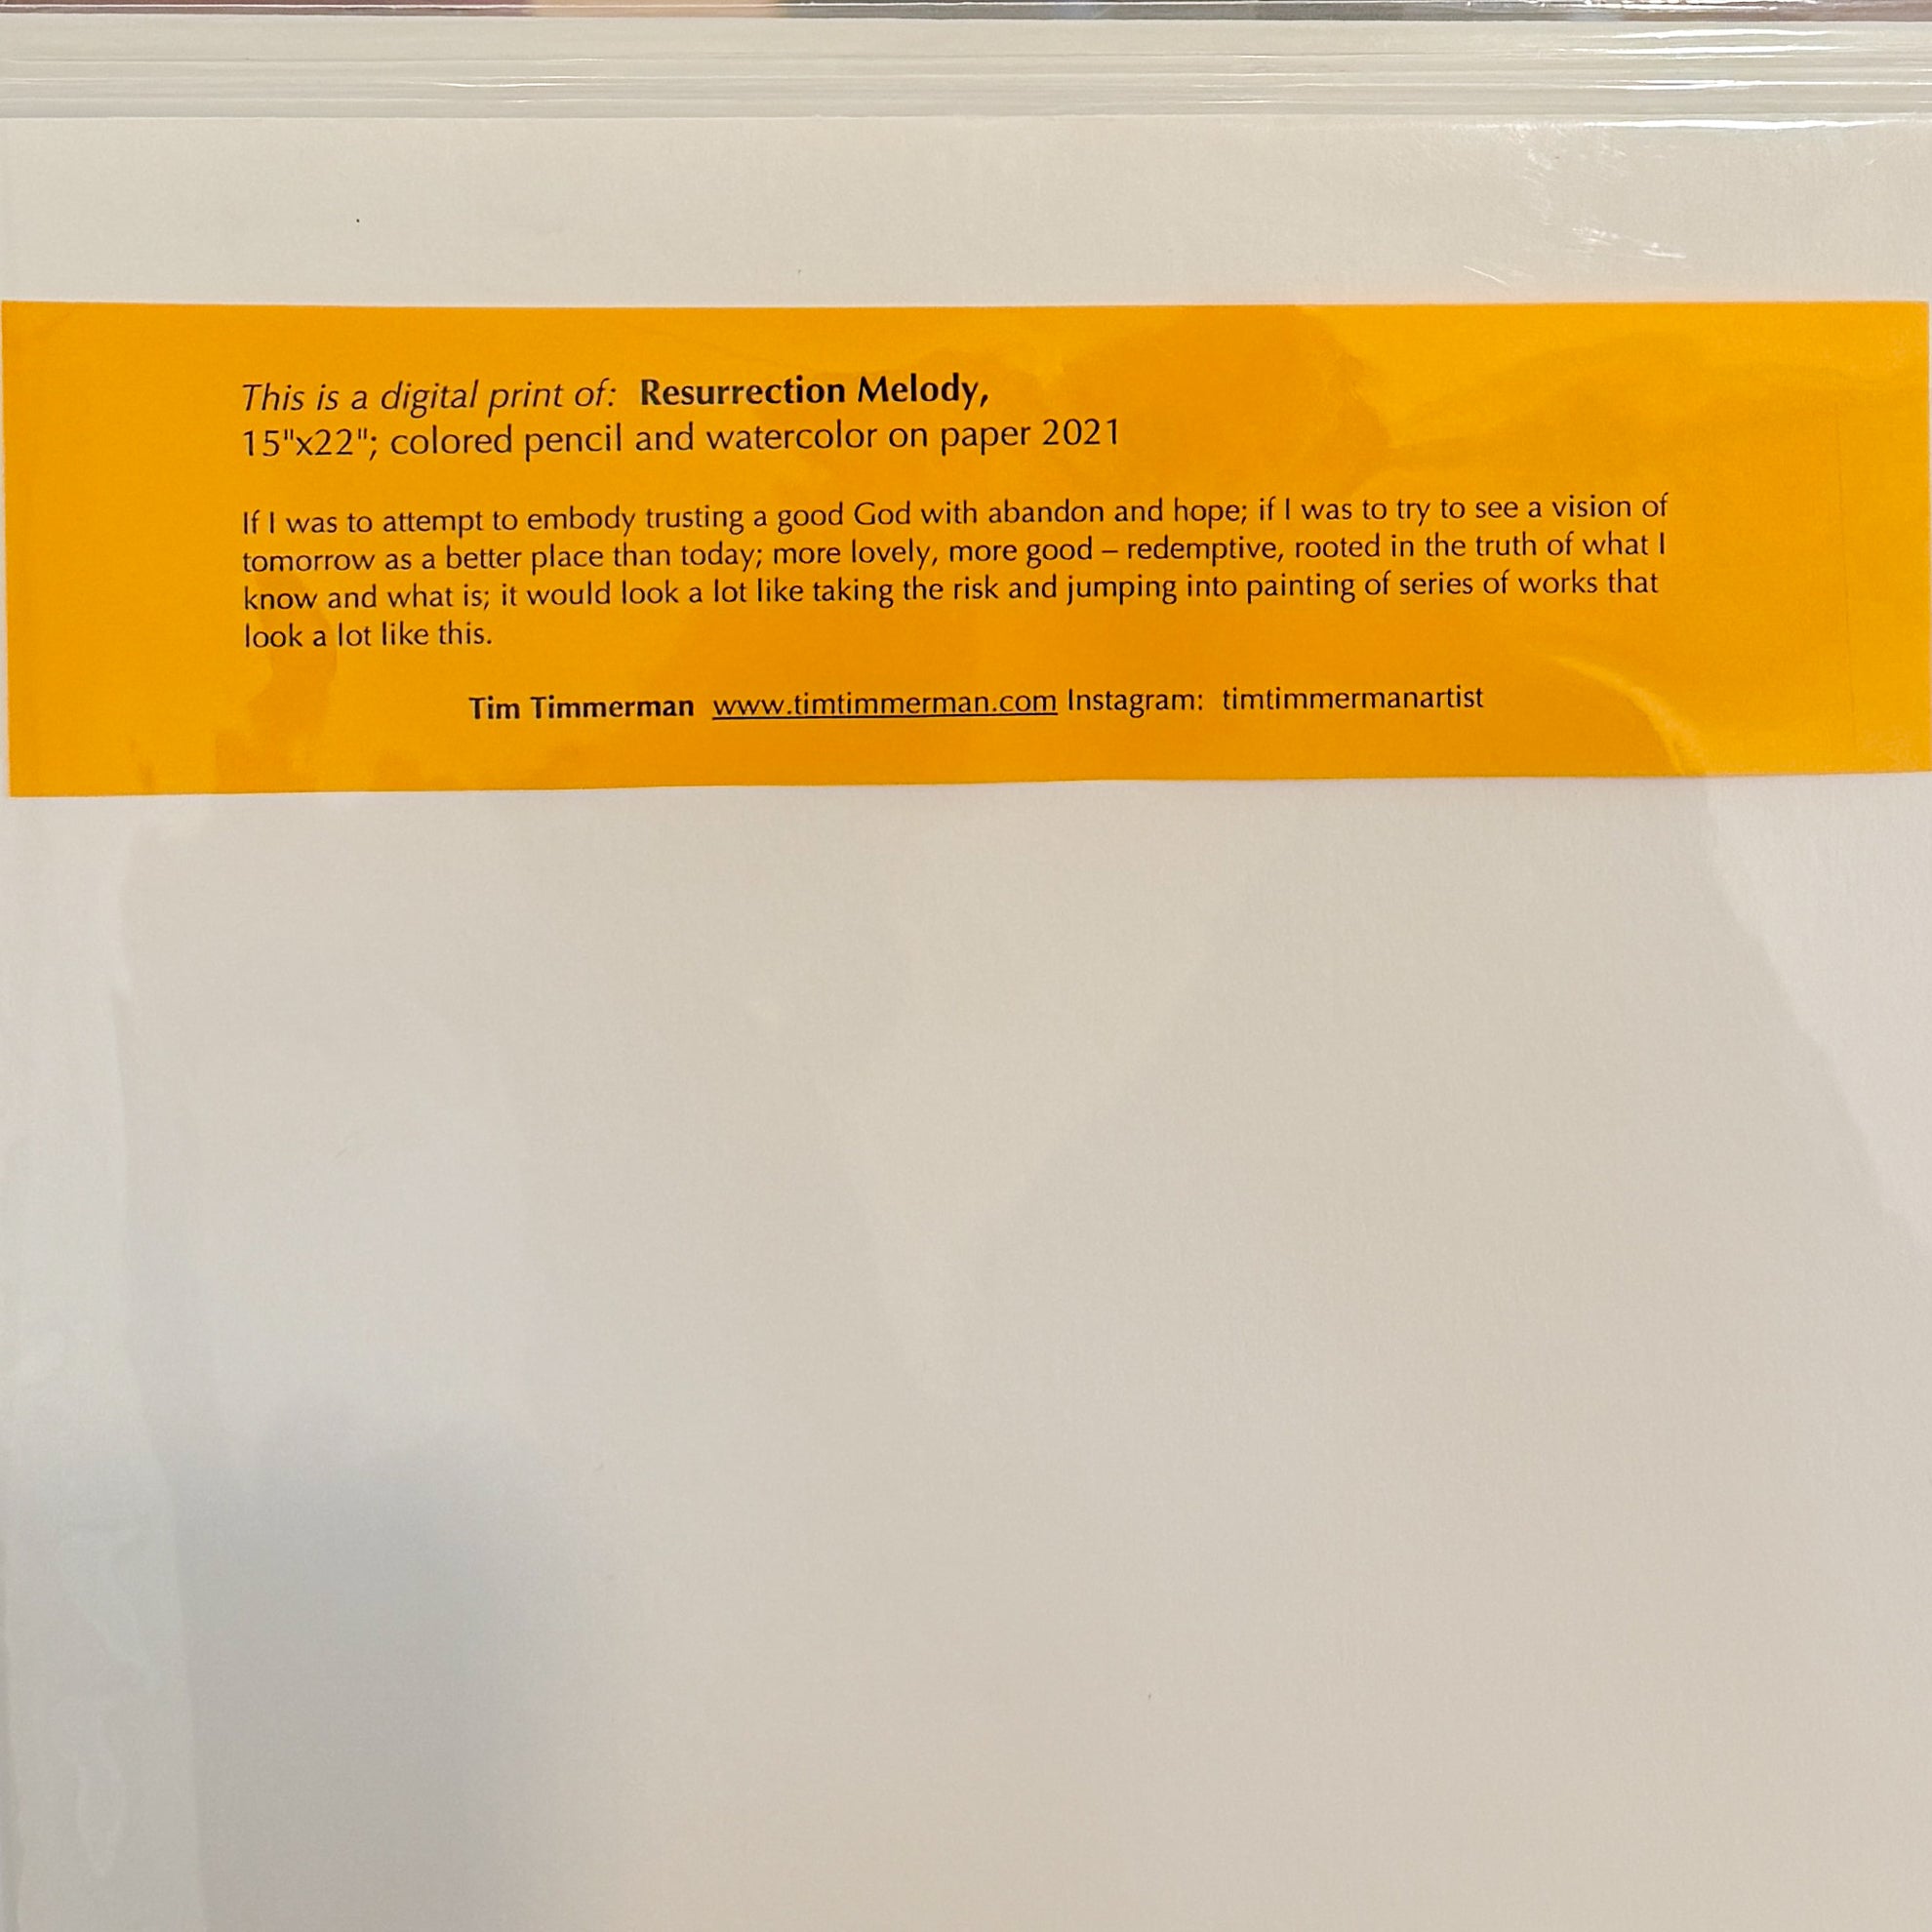 This is a digital print of: Resurrection Melody,
15"x22"; colored pencil and watercolor on paper 2021
If I was to attempt to embody trusting a good God with abandon and hope; if I was to try to see a vision of
tomorrow as a better place than today; more lovely, more good – redemptive, rooted in the truth of what I
know and what is; it would look a lot like taking the risk and jumping into painting of series of works that
look a lot like this.
Tim Timmerman www.timtimmerman.com Instagram: timtimmermanartist